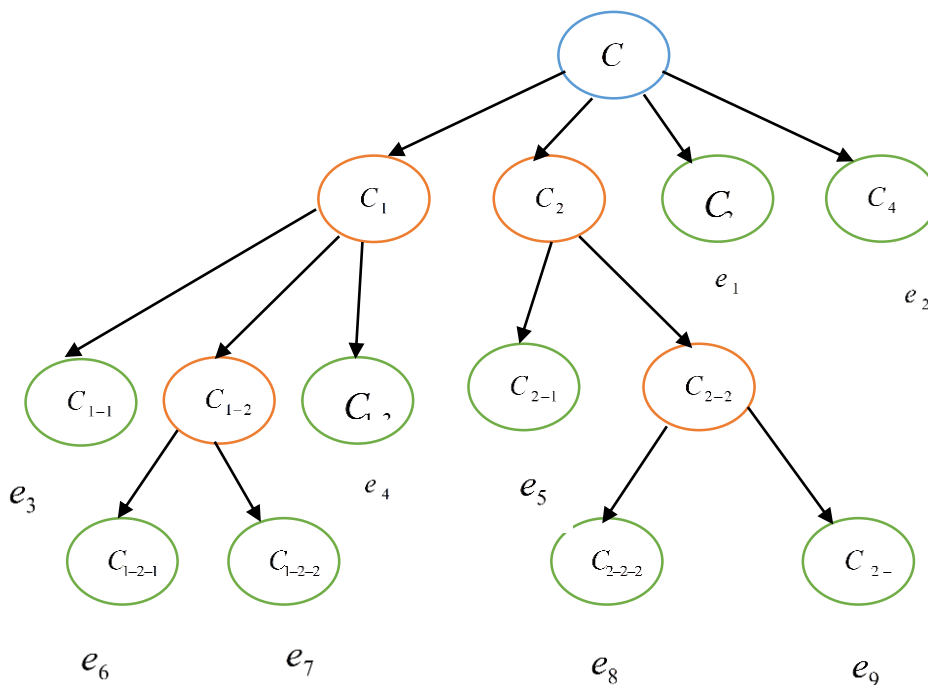 C
C₁ C₂ C C₄
e₁ e₂
C₁₋₁ C₁₋₂ C C₂₋₁ C₂₋₂
e₃ e₄ e₅
C₁₋₂₋₁ C₁₋₂₋₂ C₂₋₂₋₂ C ₂₋
e₆ e₇ e₈ e₉